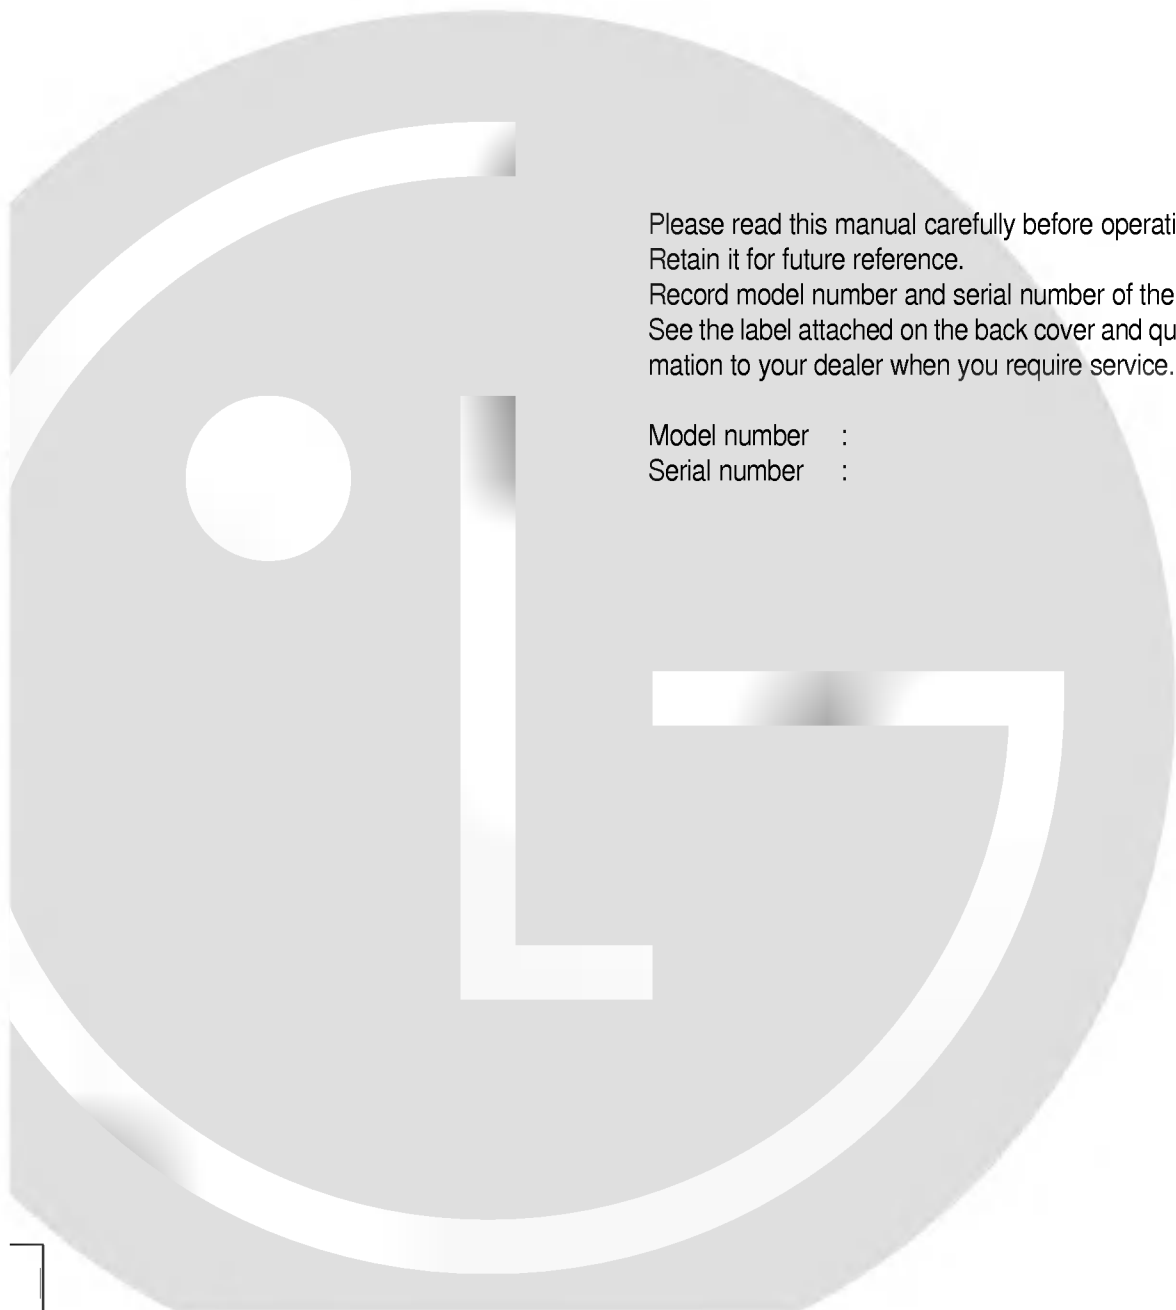 Please read this manual carefully before operati
Retain it for future reference.
Record model number and serial number of the
See the label attached on the back cover and qu
mation to your dealer when you require service.
Model number :
Serial number :